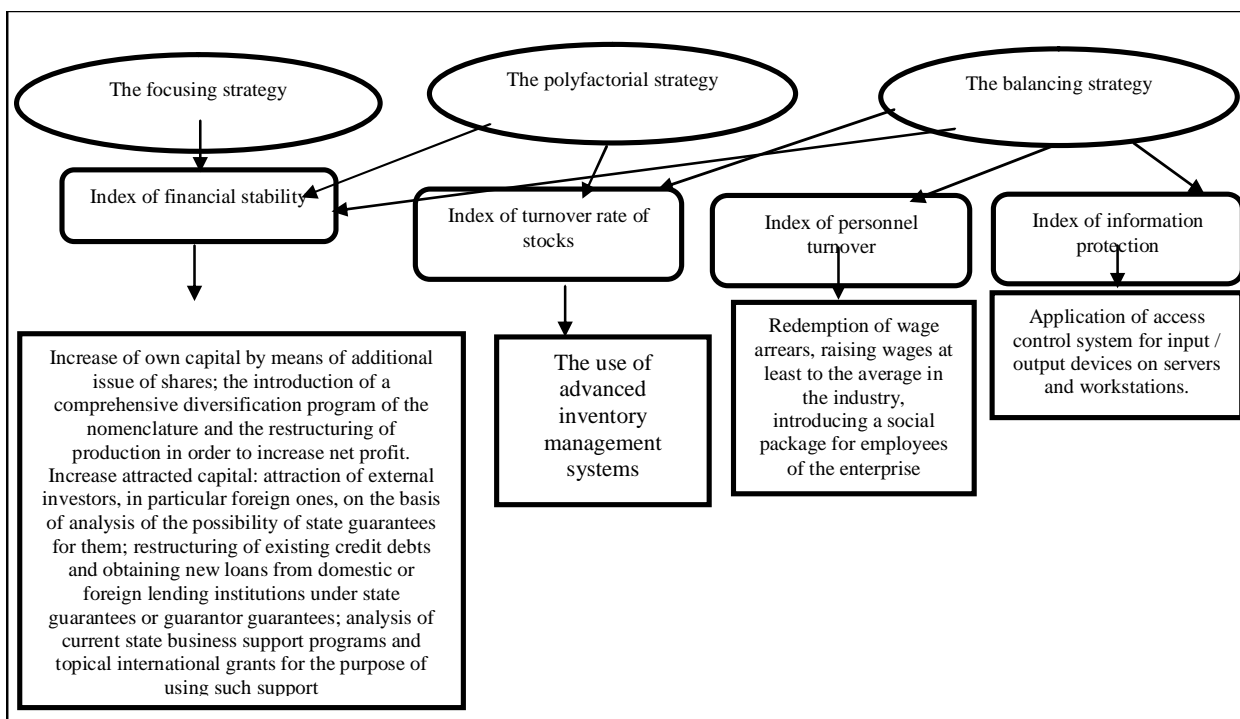 The focusing strategy
The polyfactorial strategy
The balancing strategy
Index of financial stability
Index of turnover rate of
stocks
Index of personnel
turnover
Index of information
protection
Increase of own capital by means of additional
issue of shares; the introduction of a
comprehensive diversification program of the
nomenclature and the restructuring of
production in order to increase net profit.
Increase attracted capital: attraction of external
investors, in particular foreign ones, on the basis
of analysis of the possibility of state guarantees
for them; restructuring of existing credit debts
and obtaining new loans from domestic or
foreign lending institutions under state
guarantees or guarantor guarantees; analysis of
current state business support programs and
topical international grants for the purpose of
using such support
The use of
advanced
inventory
management
systems
Redemption of wage
arrears, raising wages at
least to the average in
the industry,
introducing a social
package for employees
of the enterprise
Application of access
control system for input /
output devices on servers
and workstations.